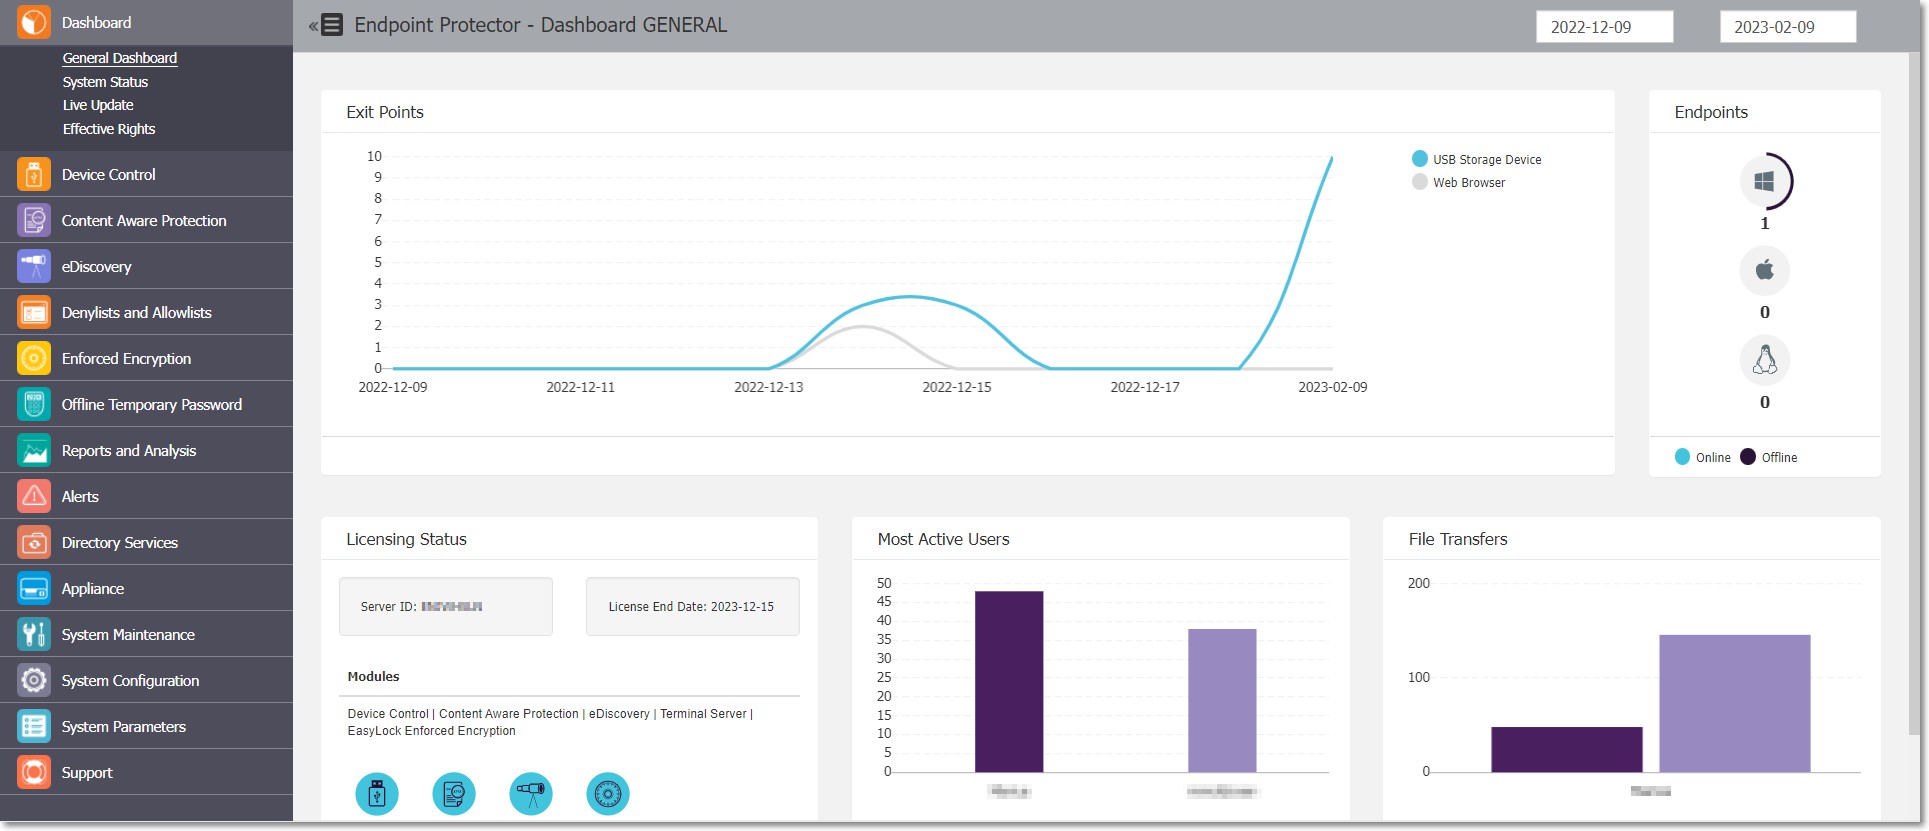 Dashboard
General Dashboard
System Status
Live Update
Effective Rights
Device Control
Content Aware Protection
eDiscovery
Denylists and Allowlists
Enforced Encryption
Offline Temporary Password
Reports and Analysis
Alerts
Directory Services
Appliance
System Maintenance
System Configuration
System Parameters
Support
« Endpoint Protector - Dashboard GENERAL
2022-12-09
2023-02-09
Exit Points
10
9
8
7
6
5
4
3
2
1
0
2022-12-09 2022-12-11 2022-12-13 2022-12-15 2022-12-17 2023-02-09
USB Storage Device
Web Browser
Endpoints
1
0
0
Online Offline
Licensing Status
Server ID:
License End Date: 2023-12-15
Modules
Device Control | Content Aware Protection | eDiscovery | Terminal Server |
EasyLock Enforced Encryption
Most Active Users
50
45
40
35
30
25
20
15
10
5
0
File Transfers
200
100
0